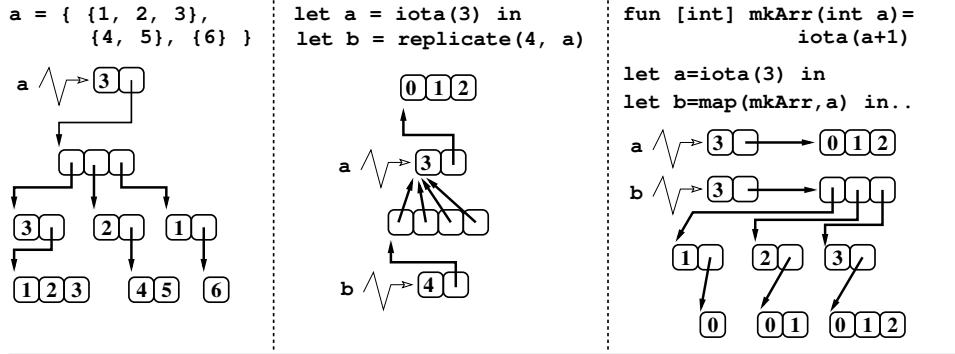 a = { {1, 2, 3},
{4, 5}, {6} }
a 3
3 2 1
1 2 3 4 5 6
let a = iota(3) in
let b = replicate(4, a)
0 1 2
a 3
b 4
fun [int] mkArr(int a)=
iota(a+1)
let a=iota(3) in
let b=map(mkArr,a) in..
a 3 0 1 2
b 3
1 2 3
0 0 1 0 1 2